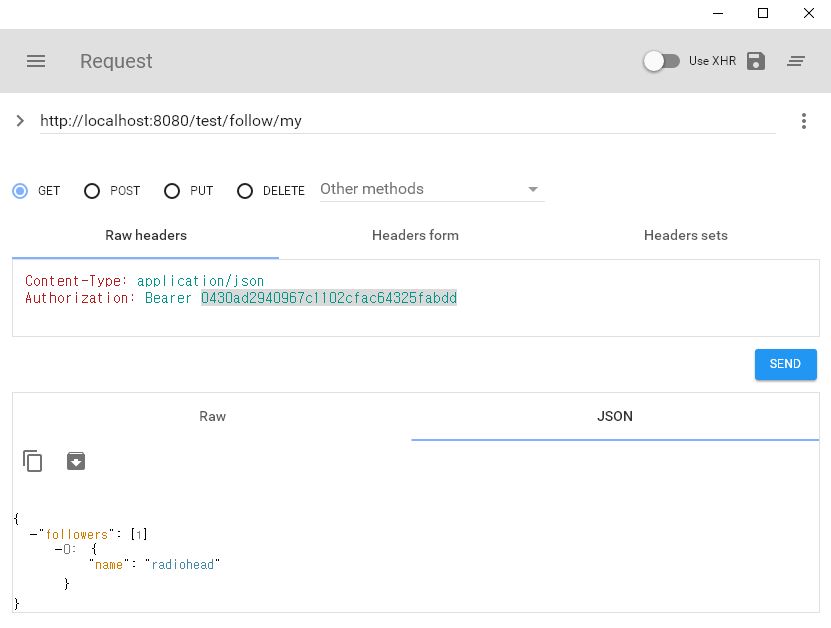 Request
Use XHR
http://localhost:8080/test/follow/my
GET POST PUT DELETE Other methods
Raw headers Headers form Headers sets
Content-Type: application/json
Authorization: Bearer 0430ad2940967c1102cfac64325fabdd
SEND
Raw JSON
{
−"followers": [1]
−0: {
"name": "radiohead"
}
}